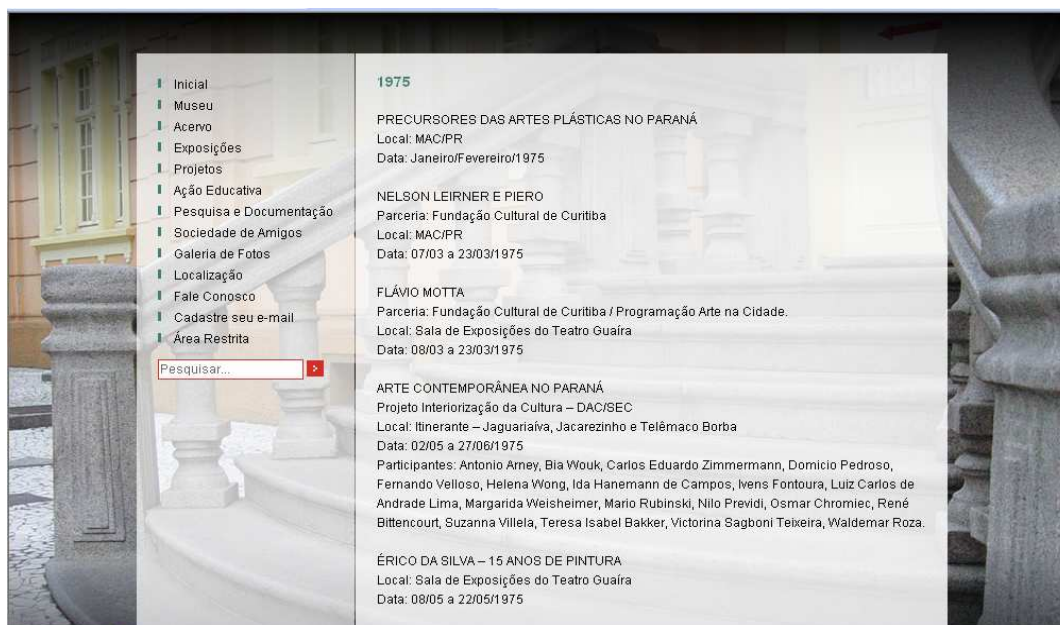 Inicial
Museu
Acervo
Exposições
Projetos
Ação Educativa
Pesquisa e Documentação
Sociedade de Amigos
Galeria de Fotos
Localização
Fale Conosco
Cadastre seu e-mail
Área Restrita
Pesquisar...
1975
PRECURSORES DAS ARTES PLÁSTICAS NO PARANÁ
Local: MAC/PR
Data: Janeiro/Fevereiro/1975
NELSON LEIRNER E PIERO
Parceria: Fundação Cultural de Curitiba
Local: MAC/PR
Data: 07/03 a 23/03/1975
FLÁVIO MOTTA
Parceria: Fundação Cultural de Curitiba / Programação Arte na Cidade.
Local: Sala de Exposições do Teatro Guaíra
Data: 08/03 a 23/03/1975
ARTE CONTEMPORÂNEA NO PARANÁ
Projeto Interiorização da Cultura – DAC/SEC
Local: Itinerante – Jaguariaíva, Jacarezinho e Telêmaco Borba
Data: 02/05 a 27/06/1975
Participantes: Antonio Arney, Bia Wouk, Carlos Eduardo Zimmermann, Domicio Pedroso,
Fernando Velloso, Helena Wong, Ida Hanemann de Campos, Ivens Fontoura, Luiz Carlos de
Andrade Lima, Margarida Weisheimer, Mario Rubinski, Nilo Previdi, Osmar Chromiec, René
Bittencourt, Suzanna Villela, Teresa Isabel Bakker, Victorina Sagboni Teixeira, Waldemar Roza.
ÉRICO DA SILVA – 15 ANOS DE PINTURA
Local: Sala de Exposições do Teatro Guaíra
Data: 08/05 a 22/05/1975